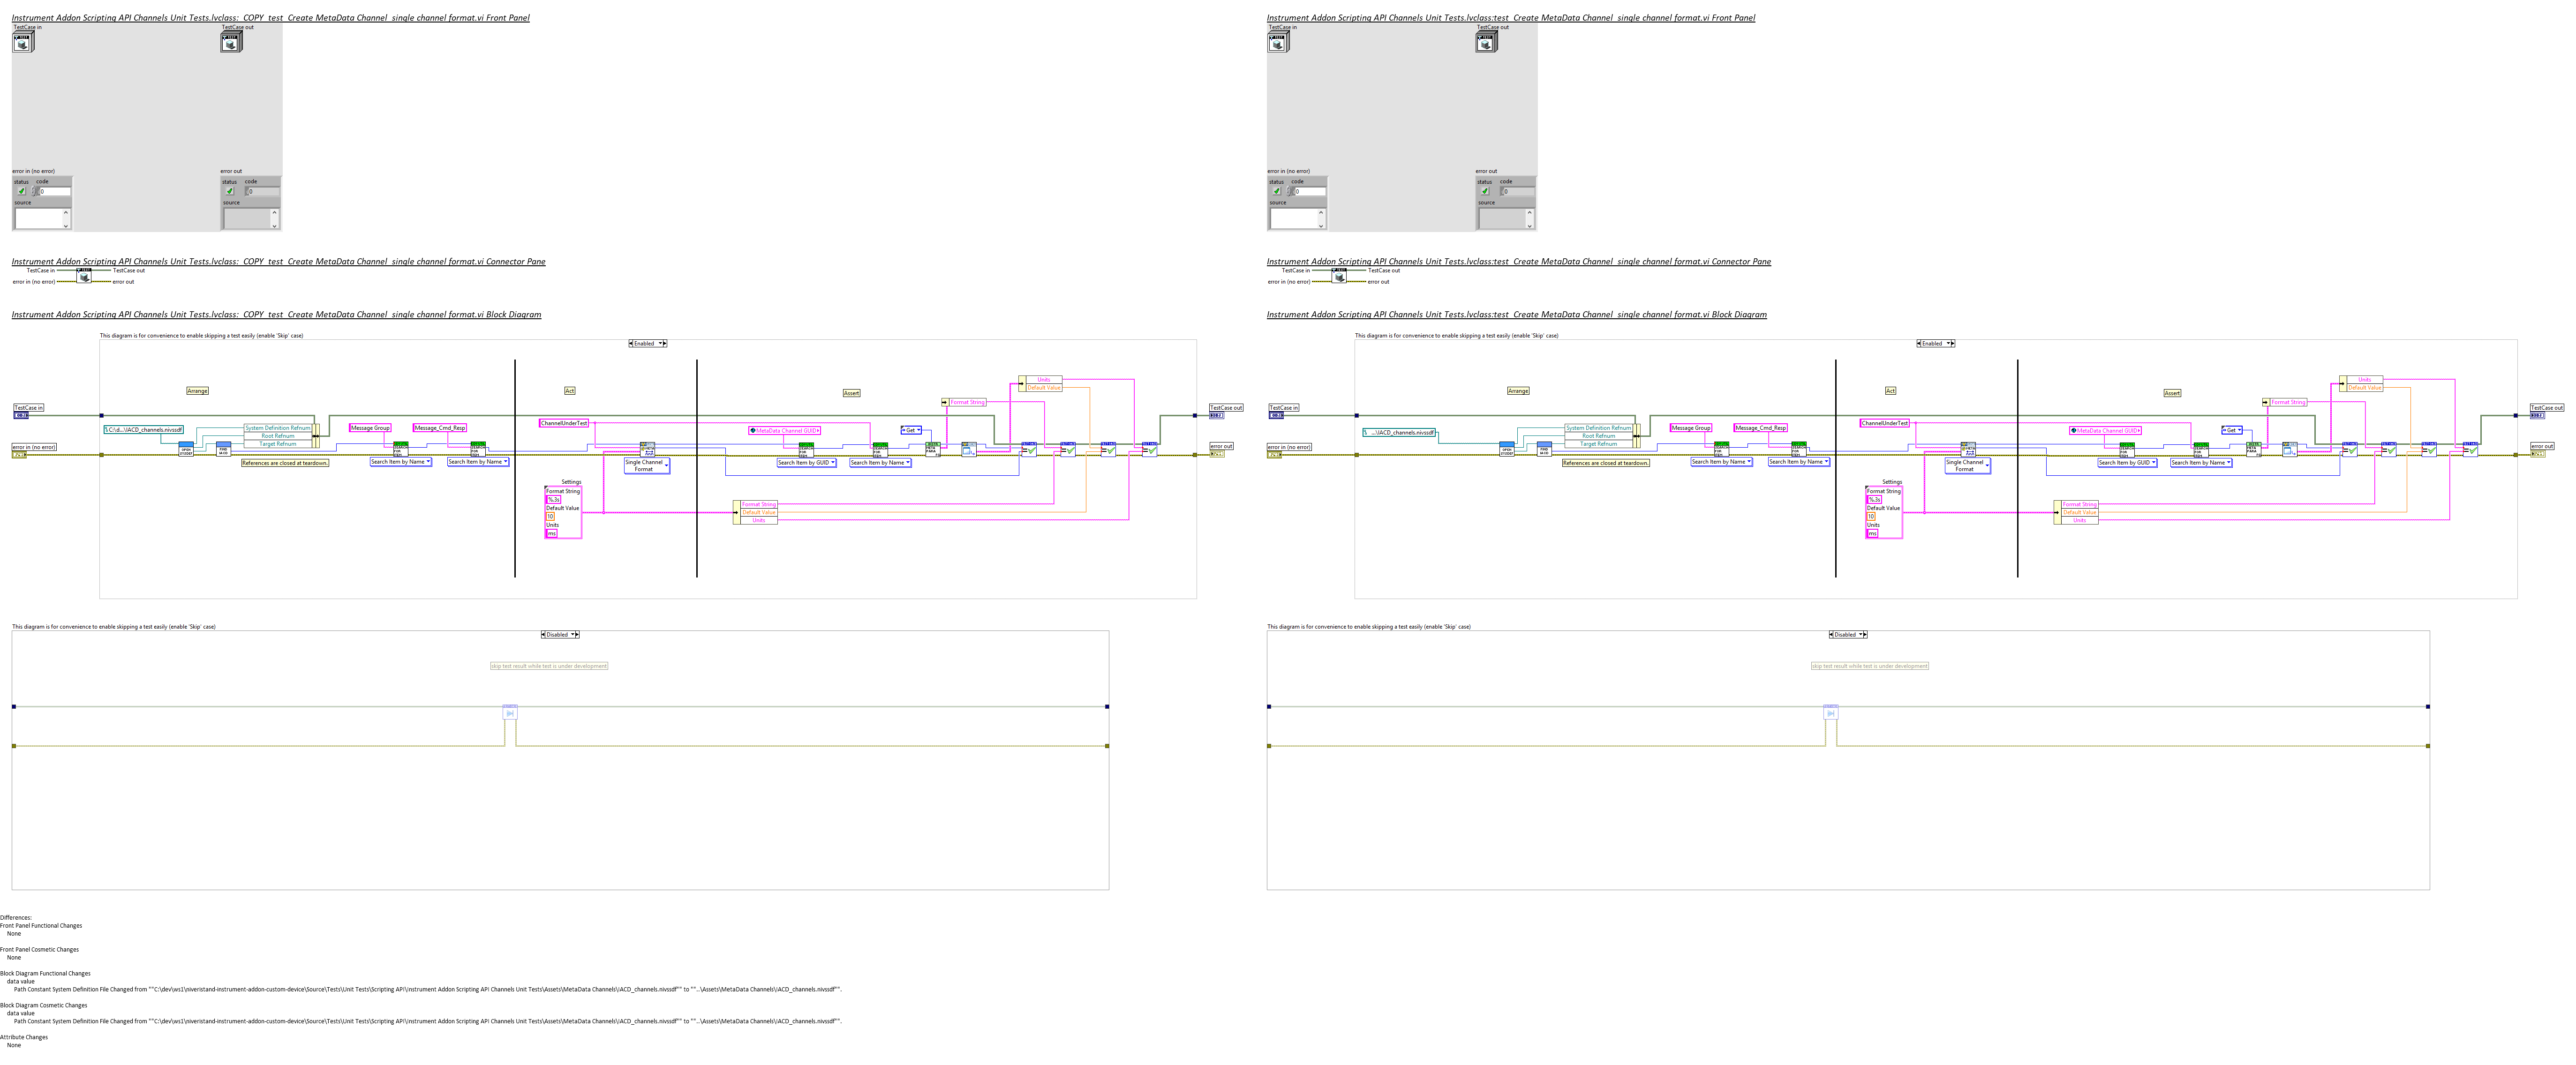 Instrument Addon Scripting API Channels Unit Tests.lvclass:_COPY_test_Create MetaData Channel_single channel format.vi Front Panel
TestCase in
TestCase out
error in (no error)
status code
0
source
error out
status code
0
source
Instrument Addon Scripting API Channels Unit Tests.lvclass:_COPY_test_Create MetaData Channel_single channel format.vi Connector Pane
TestCase in
TestCase out
error in (no error)
error out
Instrument Addon Scripting API Channels Unit Tests.lvclass:_COPY_test_Create MetaData Channel_single channel format.vi Block Diagram
This diagram is for convenience to enable skipping a test easily (enable 'Skip' case)
Enabled
Arrange
Act
Assert
Units
Default Value
Format String
TestCase in
TestCase out
ChannelUnderTest
C:\d...\IACD_channels.nivssdf
System Definition Refnum
Root Refnum
Target Refnum
Message Group
Message_Cmd_Resp
MetaData Channel GUID
Get
error in (no error)
error out
References are closed at teardown.
Search Item by Name
Search Item by Name
Single Channel
Format
Search Item by GUID
Search Item by Name
Settings
Format String
%.3s
Default Value
10
Units
ms
Format String
Default Value
Units
This diagram is for convenience to enable skipping a test easily (enable 'Skip' case)
Disabled
skip test result while test is under development
Instrument Addon Scripting API Channels Unit Tests.lvclass:test_Create MetaData Channel_single channel format.vi Front Panel
TestCase in
TestCase out
error in (no error)
status code
0
source
error out
status code
0
source
Instrument Addon Scripting API Channels Unit Tests.lvclass:test_Create MetaData Channel_single channel format.vi Connector Pane
TestCase in
TestCase out
error in (no error)
error out
Instrument Addon Scripting API Channels Unit Tests.lvclass:test_Create MetaData Channel_single channel format.vi Block Diagram
This diagram is for convenience to enable skipping a test easily (enable 'Skip' case)
Enabled
Arrange
Act
Assert
Units
Default Value
Format String
TestCase in
TestCase out
ChannelUnderTest
...\IACD_channels.nivssdf
System Definition Refnum
Root Refnum
Target Refnum
Message Group
Message_Cmd_Resp
MetaData Channel GUID
Get
error in (no error)
error out
References are closed at teardown.
Search Item by Name
Search Item by Name
Single Channel
Format
Search Item by GUID
Search Item by Name
Settings
Format String
%.3s
Default Value
10
Units
ms
Format String
Default Value
Units
This diagram is for convenience to enable skipping a test easily (enable 'Skip' case)
Disabled
skip test result while test is under development
Differences:
Front Panel Functional Changes
None
Front Panel Cosmetic Changes
None
Block Diagram Functional Changes
data value
Path Constant System Definition File Changed from ""C:\dev\ws1\niveristand-instrument-addon-custom-device\Source\Tests\Unit Tests\Scripting API\Instrument Addon Scripting API Channels Unit Tests\Assets\MetaData Channels\IACD_channels.nivssdf"" to ""..\Assets\MetaData Channels\IACD_channels.nivssdf"".
Block Diagram Cosmetic Changes
data value
Path Constant System Definition File Changed from ""C:\dev\ws1\niveristand-instrument-addon-custom-device\Source\Tests\Unit Tests\Scripting API\Instrument Addon Scripting API Channels Unit Tests\Assets\MetaData Channels\IACD_channels.nivssdf"" to ""..\Assets\MetaData Channels\IACD_channels.nivssdf"".
Attribute Changes
None